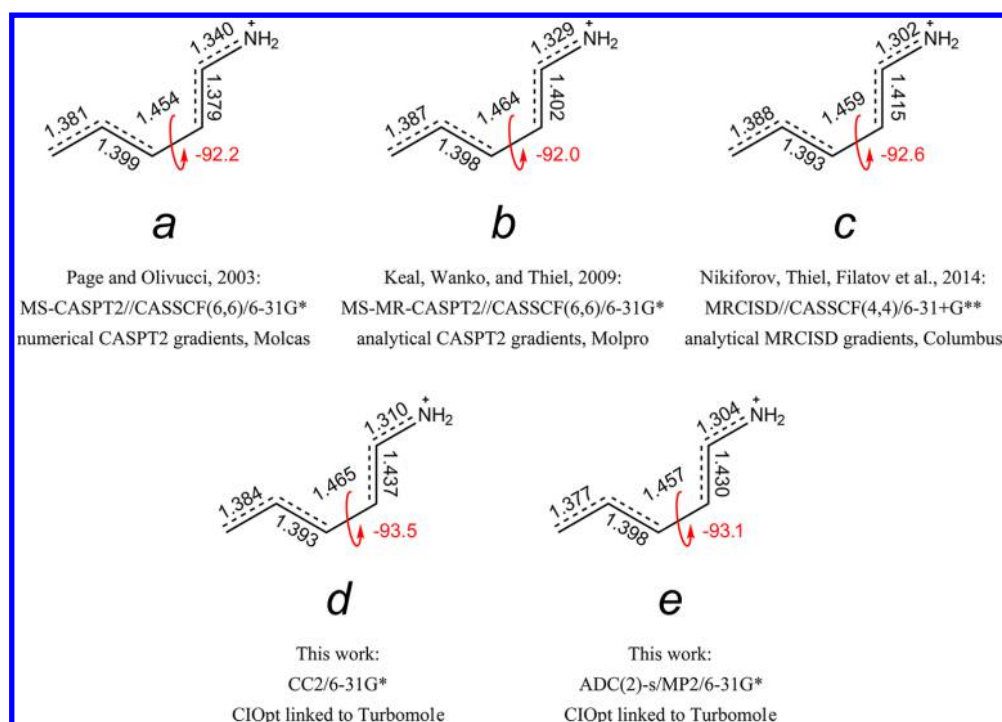 1.340
+
NH2
1.381
1.454
1.379
1.399
-92.2
a
Page and Olivucci, 2003:
MS-CASPT2//CASSCF(6,6)/6-31G*
numerical CASPT2 gradients, Molcas
1.329
+
NH2
1.387
1.464
1.402
1.398
-92.0
b
Keal, Wanko, and Thiel, 2009:
MS-MR-CASPT2//CASSCF(6,6)/6-31G*
analytical CASPT2 gradients, Molpro
1.302
+
NH2
1.388
1.459
1.415
1.393
-92.6
c
Nikiforov, Thiel, Filatov et al., 2014:
MRCISD//CASSCF(4,4)/6-31+G**
analytical MRCISD gradients, Columbus
1.310
+
NH2
1.384
1.465
1.437
1.393
-93.5
d
This work:
CC2/6-31G*
CIOpt linked to Turbomole
1.304
+
NH2
1.377
1.457
1.430
1.398
-93.1
e
This work:
ADC(2)-s/MP2/6-31G*
CIOpt linked to Turbomole